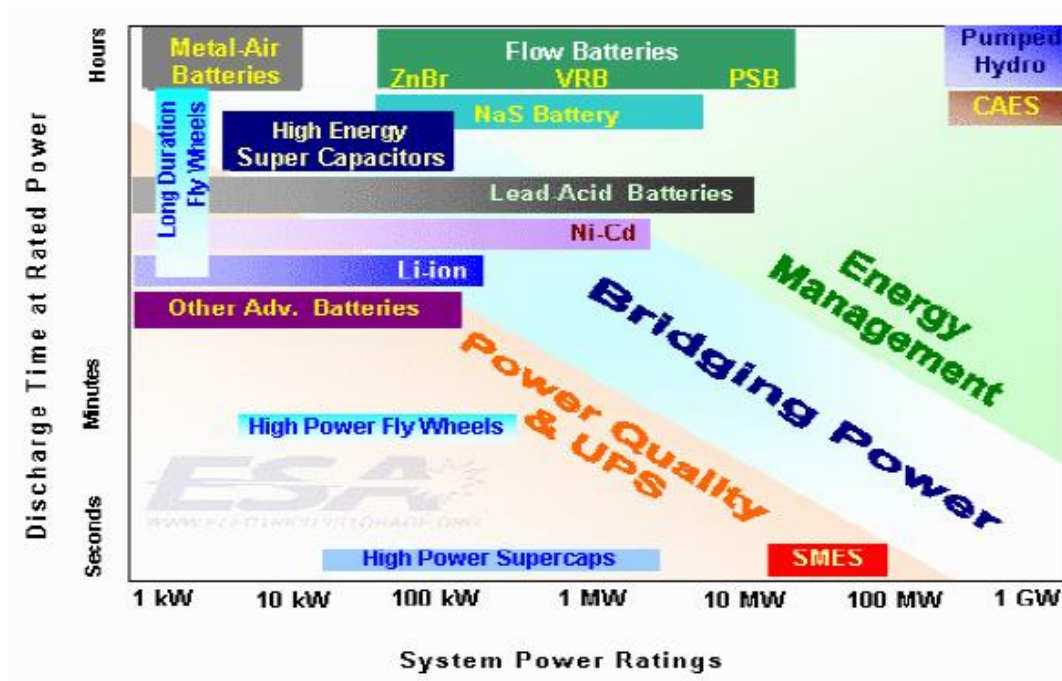 Discharge Time at Rated Power
Hours
Minutes
Seconds
Metal-Air
Batteries
Flow Batteries
ZnBr VRB PSB
Pumped
Hydro
CAES
NaS Battery
High Energy
Super Capacitors
Long Duration
Fly Wheels
Lead-Acid Batteries
Ni-Cd
Li-ion
Other Adv. Batteries
Energy
Management
Bridging Power
Power Quality
& UPS
High Power Fly Wheels
ESA
WWW.ELECTRICITYSTORAGE.ORG
High Power Supercaps
SMES
1 kW 10 kW 100 kW 1 MW 10 MW 100 MW 1 GW
System Power Ratings